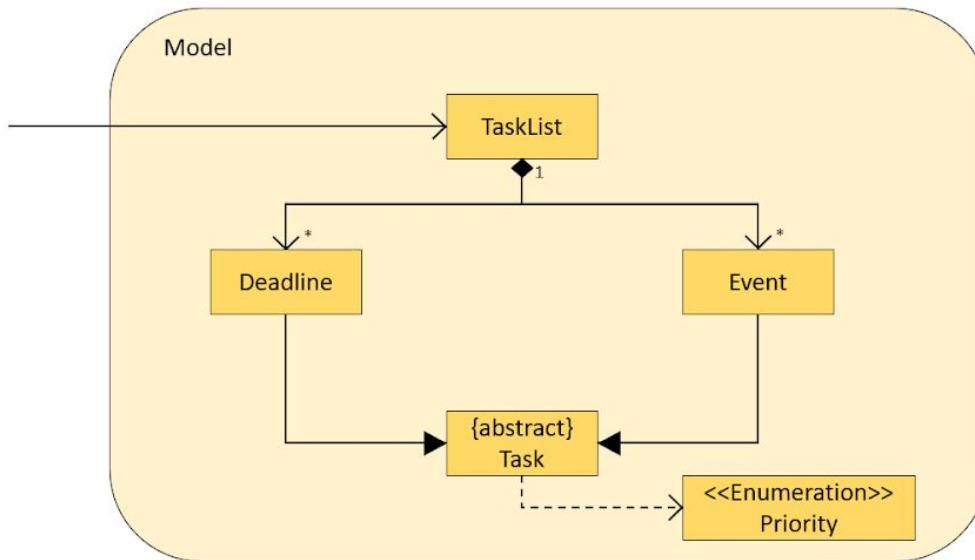 Model
TaskList
1
*
*
Deadline
Event
{abstract}
Task
<<Enumeration>>
Priority